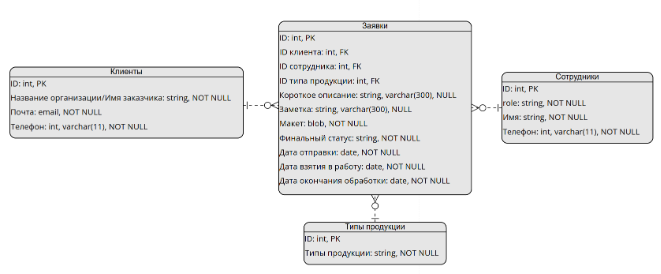 Клиенты
ID: int, PK
Название организации/Имя заказчика: string, NOT NULL
Почта: email, NOT NULL
Телефон: int, varchar(11), NOT NULL
Заявки
ID: int, PK
ID клиента: int, FK
ID сотрудника: int, FK
ID типа продукции: int, FK
Короткое описание: string, varchar(300), NULL
Заметка: string, varchar(300), NULL
Макет: blob, NOT NULL
Финальный статус: string, NOT NULL
Дата отправки: date, NOT NULL
Дата взятия в работу: date, NOT NULL
Дата окончания обработки: date, NOT NULL
Сотрудники
ID: int, PK
role: string, NOT NULL
Имя: string, NOT NULL
Телефон: int, varchar(11), NOT NULL
Типы продукции
ID: int, PK
Типы продукции: string, NOT NULL